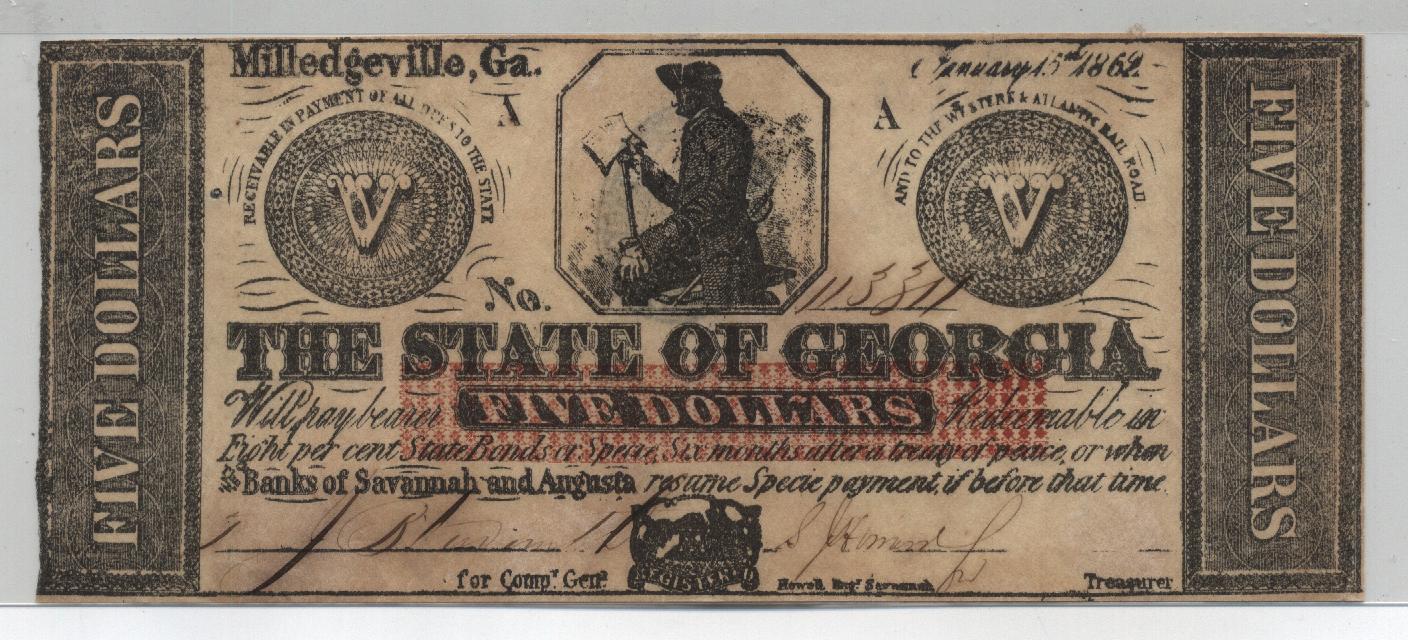 Milledgeville, Ga.
January 15th 1862
RECEIVABLE IN PAYMENT OF ALL DUES TO THE STATE
A
A
AND TO THE WESTERN & ATLANTIC RAIL ROAD
V
V
No.
THE STATE OF GEORGIA
Will pay bearer FIVE DOLLARS Redeemable in
Eight per cent State Bonds or Specie, Six months after a treaty of peace, or when
the Banks of Savannah and Augusta resume Specie payment, if before that time.
for Compr. Genl.
Howell, Engr. Savannah.
Treasurer
FIVE DOLLARS
FIVE DOLLARS